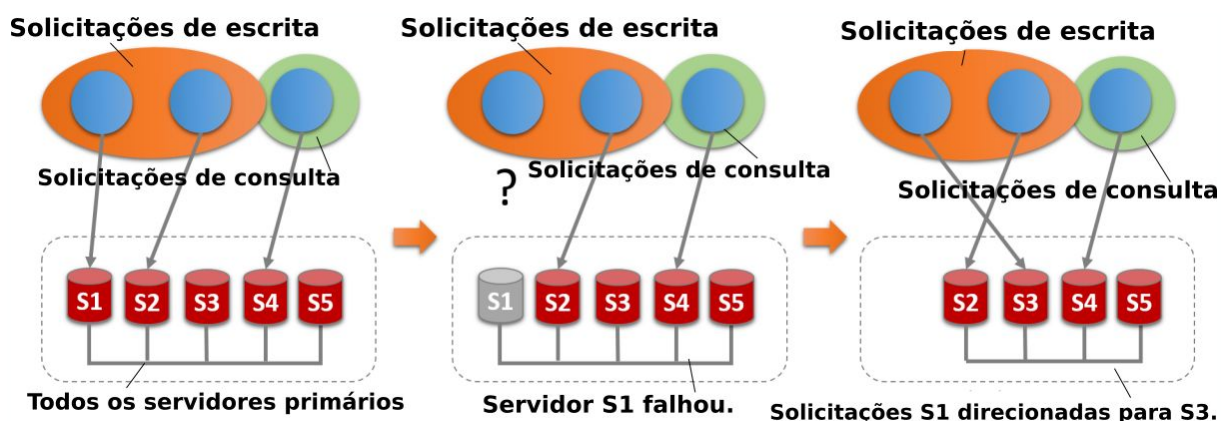 Solicitações de escrita
Solicitações de consulta
S1 S2 S3 S4 S5
Todos os servidores primários
Solicitações de escrita
?
Solicitações de consulta
S1 S2 S3 S4 S5
Servidor S1 falhou.
Solicitações de escrita
Solicitações de consulta
S2 S3 S4 S5
Solicitações S1 direcionadas para S3.